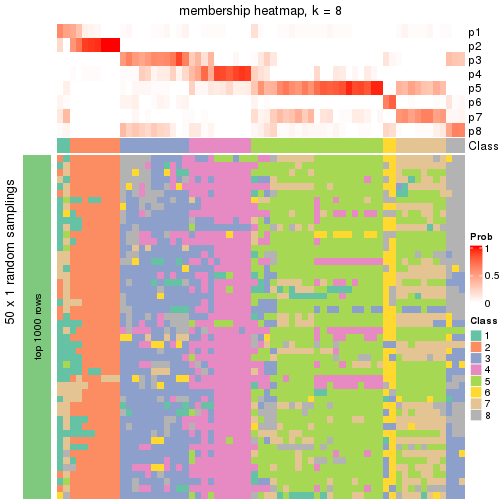 membership heatmap, k = 8
p1
p2
p3
p4
p5
p6
p7
p8
Class
50 x 1 random samplings
top 1000 rows
Prob
1
0.5
0
Class
1
2
3
4
5
6
7
8